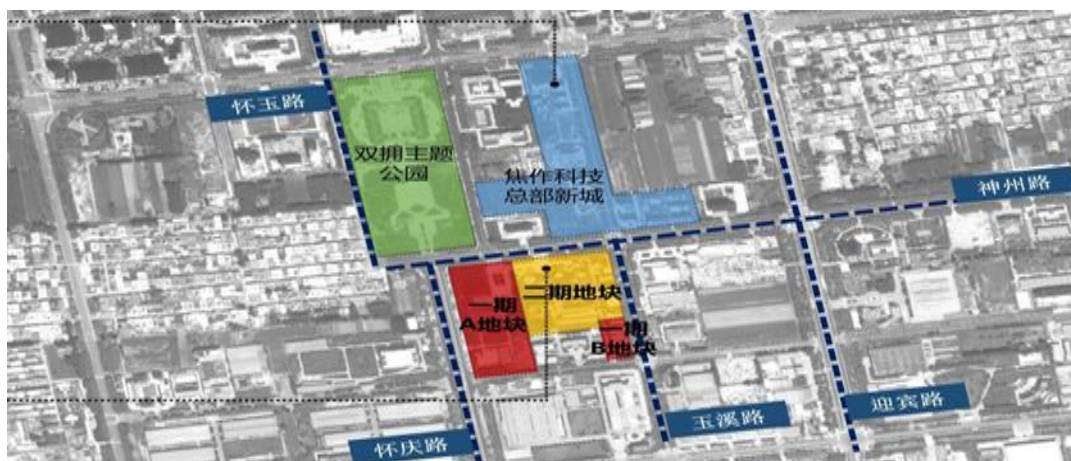 怀玉路
双拥主题
公园
焦作科技
总部新城
神州路
一期
A地块
二期地块
一期
B地块
怀庆路
玉溪路
迎宾路